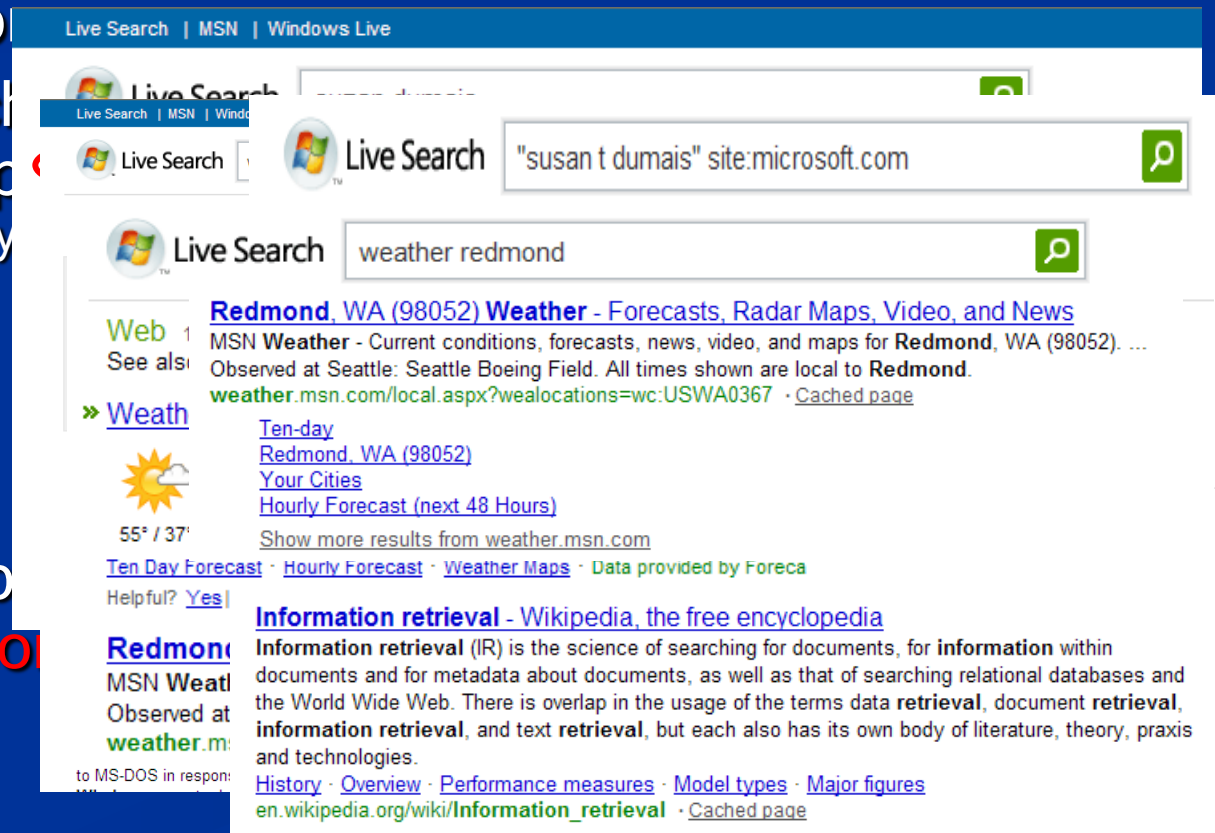 Live Search | MSN | Windows Live
Live Search susan dumais
Live Search | MSN
Live Search
Live Search "susan t dumais" site:microsoft.com
TM
Live Search weather redmond
TM
Web
See
Redmond, WA (98052) Weather - Forecasts, Radar Maps, Video, and News
MSN Weather - Current conditions, forecasts, news, video, and maps for Redmond, WA (98052). ...
Observed at Seattle: Seattle Boeing Field. All times shown are local to Redmond.
weather.msn.com/local.aspx?wealocations=wc:USWA0367 · Cached page
» Weath
Ten-day
Redmond, WA (98052)
Your Cities
Hourly Forecast (next 48 Hours)
55° / 37°
Show more results from weather.msn.com
Ten Day Forecast · Hourly Forecast · Weather Maps · Data provided by Foreca
Helpful? Yes|
Information retrieval - Wikipedia, the free encyclopedia
Information retrieval (IR) is the science of searching for documents, for information within
documents and for metadata about documents, as well as that of searching relational databases and
the World Wide Web. There is overlap in the usage of the terms data retrieval, document retrieval,
information retrieval, and text retrieval, but each also has its own body of literature, theory, praxis
and technologies.
History · Overview · Performance measures · Model types · Major figures
en.wikipedia.org/wiki/Information_retrieval · Cached page
Redmon
MSN Weat
Observed at
weather.m
to MS-DOS in respon